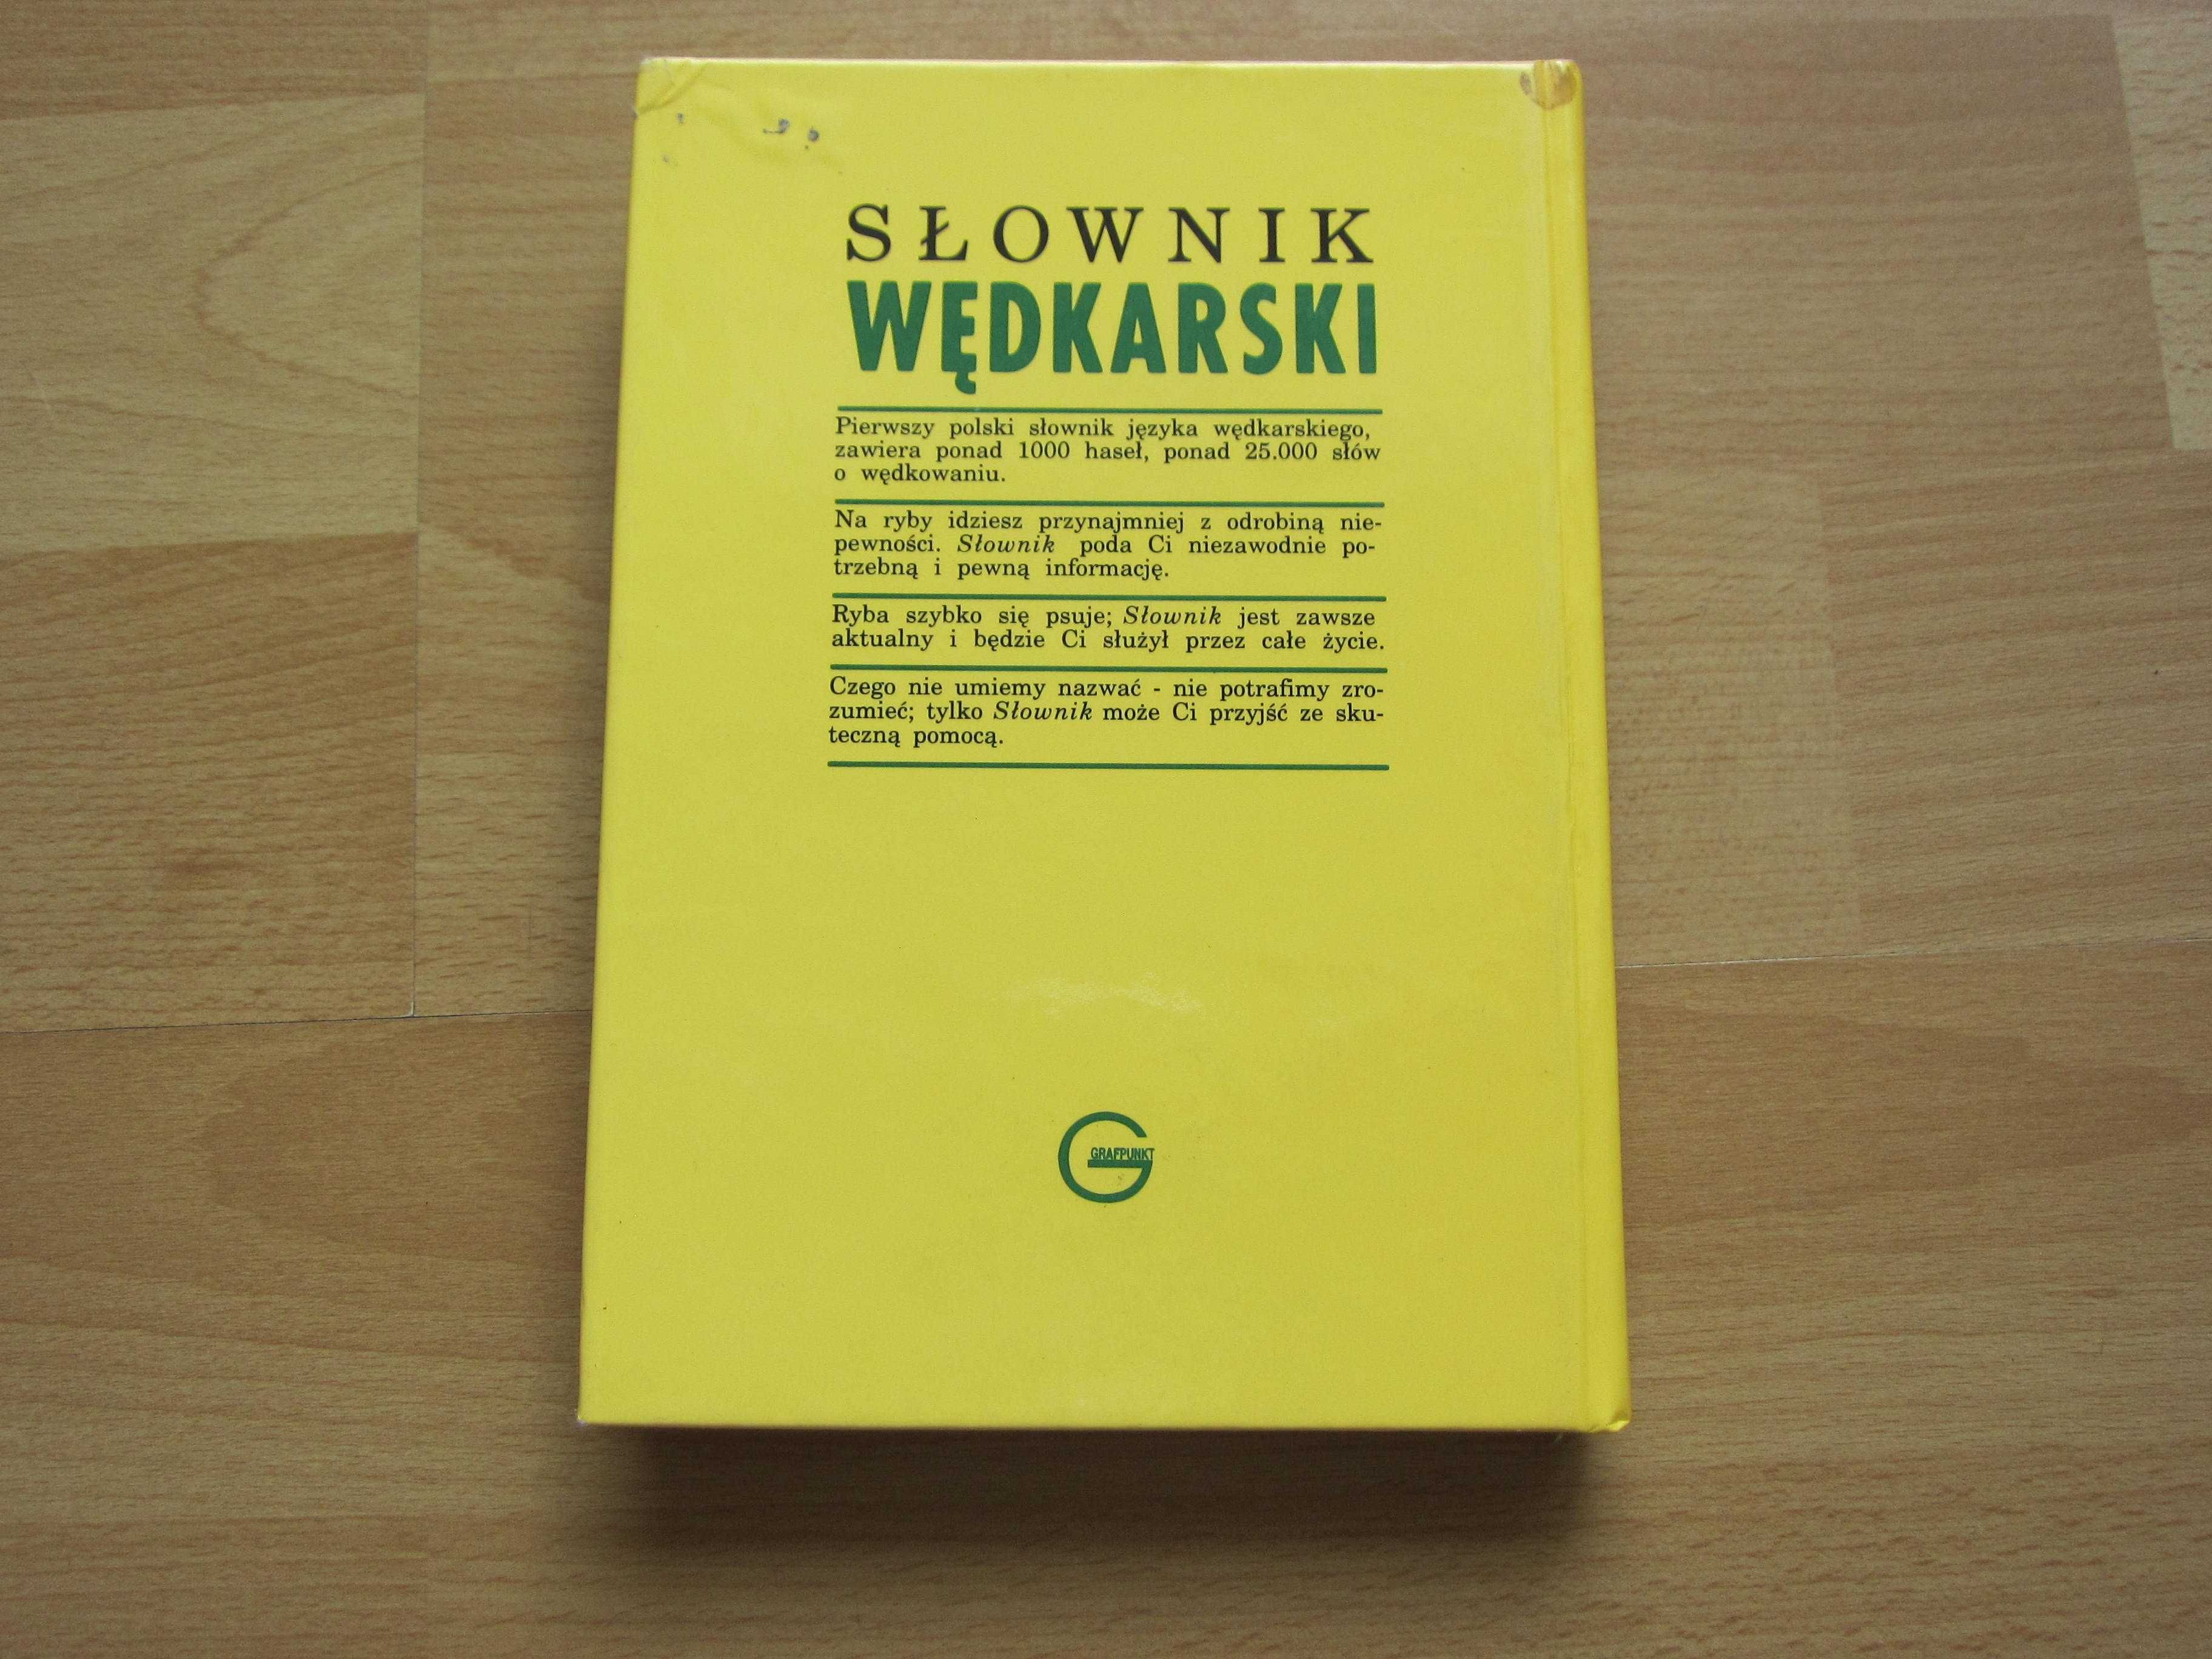 SŁOWNIK
WĘDKARSKI
Pierwszy polski słownik języka wędkarskiego,
zawiera ponad 1000 haseł, ponad 25.000 słów
o wędkowaniu.
Na ryby idziesz przynajmniej z odrobiną nie-
pewności. Słownik poda Ci niezawodnie po-
trzebną i pewną informację.
Ryba szybko się psuje; Słownik jest zawsze
aktualny i będzie Ci służył przez całe życie.
Czego nie umiemy nazwać - nie potrafimy zro-
zumieć; tylko Słownik może Ci przyjść ze sku-
teczną pomocą.
GRAFPUNKT